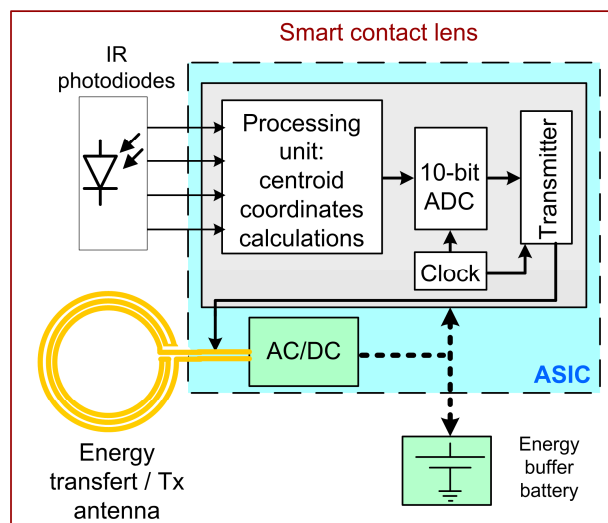 Smart contact lens
IR
photodiodes
Processing
unit:
centroid
coordinates
calculations
10-bit
ADC
Transmitter
Clock
AC/DC
ASIC
Energy
transfert / Tx
antenna
Energy
buffer
battery